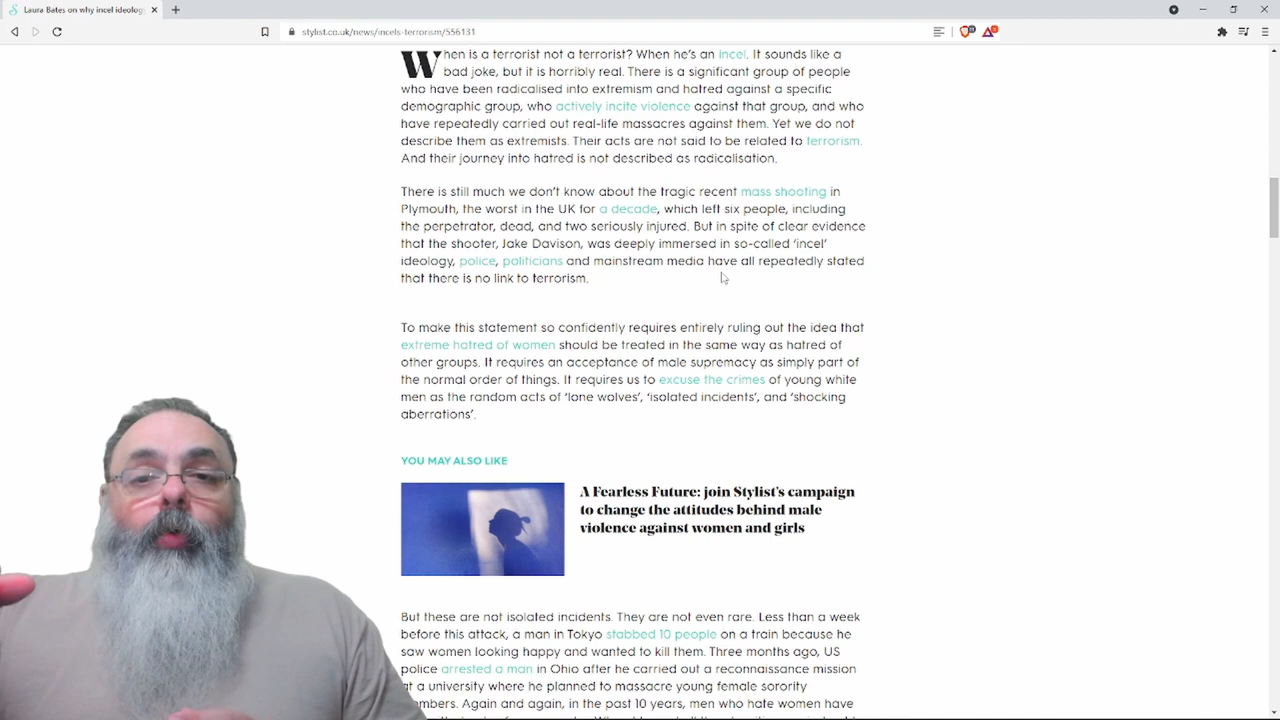 Laura Bates on why incel ideolog
stylist.co.uk/news/incels-terrorism/556131
When is a terrorist not a terrorist? When he's an incel. It sounds like a
bad joke, but it is horribly real. There is a significant group of people
who have been radicalised into extremism and hatred against a specific
demographic group, who actively incite violence against that group, and who
have repeatedly carried out real-life massacres against them. Yet we do not
describe them as extremists. Their acts are not said to be related to terrorism.
And their journey into hatred is not described as radicalisation.
There is still much we don't know about the tragic recent mass shooting in
Plymouth, the worst in the UK for a decade, which left six people, including
the perpetrator, dead, and two seriously injured. But in spite of clear evidence
that the shooter, Jake Davison, was deeply immersed in so-called 'incel'
ideology, police, politicians and mainstream media have all repeatedly stated
that there is no link to terrorism.
To make this statement so confidently requires entirely ruling out the idea that
extreme hatred of women should be treated in the same way as hatred of
other groups. It requires an acceptance of male supremacy as simply part of
the normal order of things. It requires us to excuse the crimes of young white
men as the random acts of 'lone wolves', 'isolated incidents', and 'shocking
aberrations'.
YOU MAY ALSO LIKE
A Fearless Future: join Stylist's campaign
to change the attitudes behind male
violence against women and girls
But these are not isolated incidents. They are not even rare. Less than a week
before this attack, a man in Tokyo stabbed 10 people on a train because he
saw women looking happy and wanted to kill them. Three months ago, US
police arrested a man in Ohio after he carried out a reconnaissance mission
at a university where he planned to massacre young female sorority
mbers. Again and again, in the past 10 years, men who hate women have